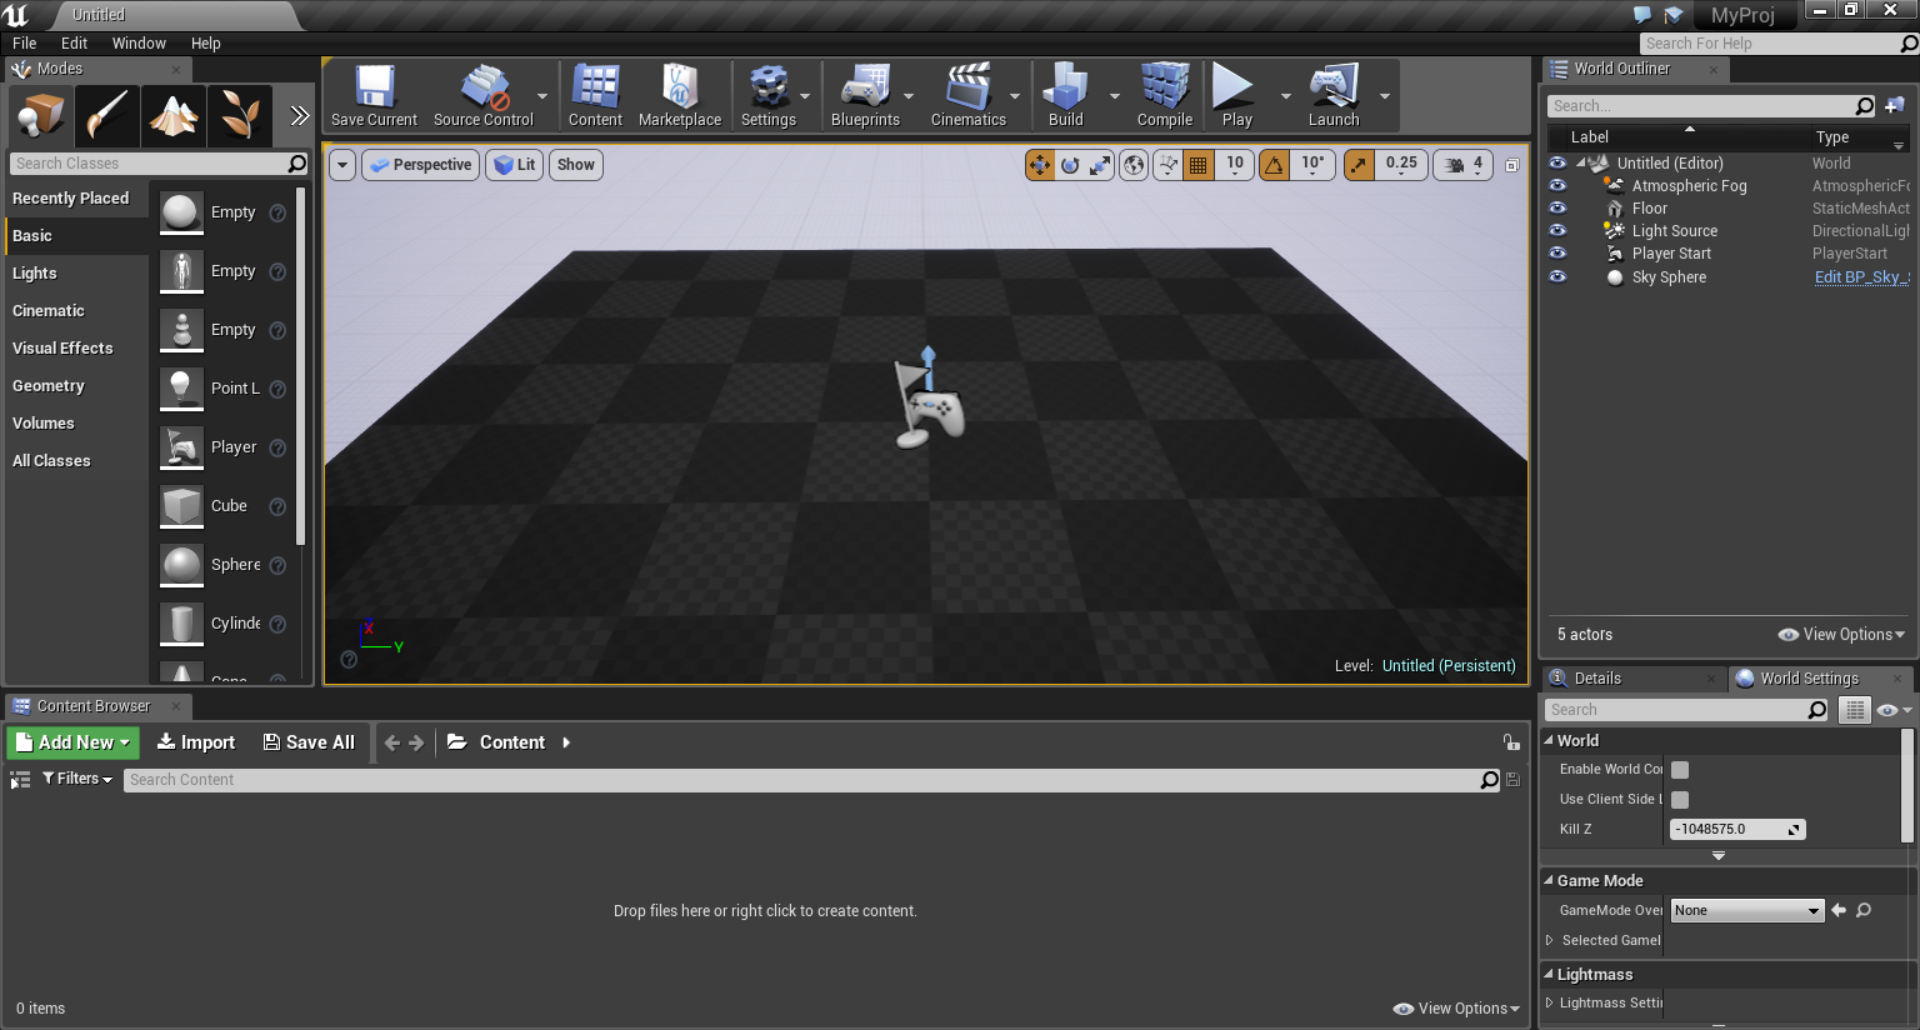 Untitled
MyProj
File Edit Window Help
Search For Help
Modes
Search Classes
Recently Placed
Basic
Lights
Cinematic
Visual Effects
Geometry
Volumes
All Classes
Empty
Empty
Empty
Point L
Player
Cube
Sphere
Cylinde
Save Current
Source Control
Content
Marketplace
Settings
Blueprints
Cinematics
Build
Compile
Play
Launch
Perspective
Lit
Show
10
10°
0.25
4
X
Y
Level: Untitled (Persistent)
World Outliner
Search...
Label Type
Untitled (Editor) World
Atmospheric Fog AtmosphericFo
Floor StaticMeshAct
Light Source DirectionalLigh
Player Start PlayerStart
Sky Sphere Edit BP_Sky_
5 actors
View Options
Content Browser
Add New
Import
Save All
Content
Filters
Search Content
Drop files here or right click to create content.
0 items
View Options
Details
World Settings
Search
World
Enable World Co
Use Client Side L
Kill Z -1048575.0
Game Mode
GameMode Over None
Selected GameI
Lightmass
Lightmass Settin